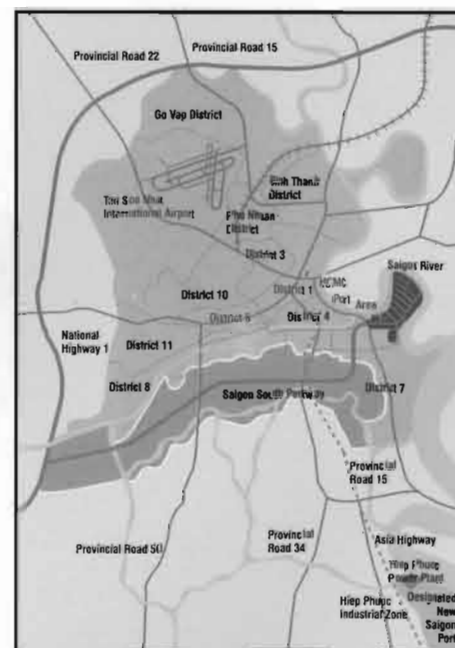 Provincial Road 15
Provincial Road 22
Go Vap District
Binh Thanh
District
Tan Son Nhat
International Airport
Phu Nhuan
District
District 3
Saigon River
District 1
HCMC
Port Area
District 10
District 5
District 4
National
Highway 1
District 11
District 8
Saigon South Parkway
District 7
Provincial
Road 15
Provincial Road 50
Provincial
Road 34
Asia Highway
Hiep Phuoc
Power Plant
Hiep Phuoc
Industrial Zone
Designated
New
Saigon
Port